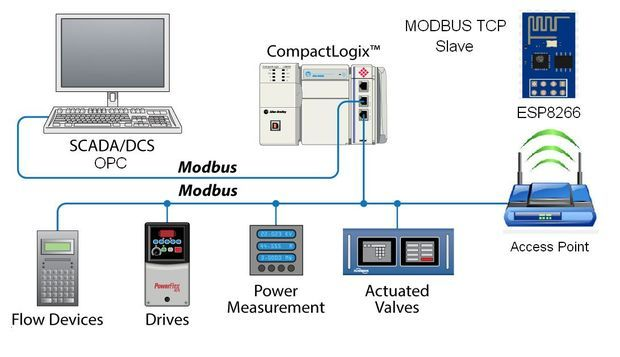 CompactLogix™
MODBUS TCP
Slave
ESP8266
SCADA/DCS
OPC
Modbus
Modbus
Access Point
PowerFlex
Flow Devices
Drives
Power
Measurement
Actuated
Valves